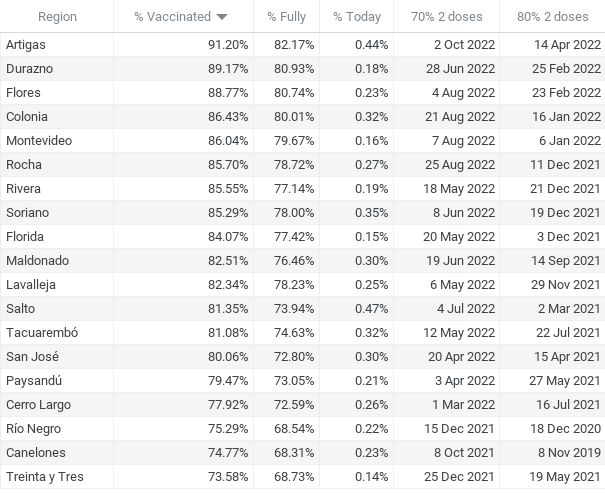 Region % Vaccinated % Fully % Today 70% 2 doses 80% 2 doses
Artigas 91.20% 82.17% 0.44% 2 Oct 2022 14 Apr 2022
Durazno 89.17% 80.93% 0.18% 28 Jun 2022 25 Feb 2022
Flores 88.77% 80.74% 0.23% 4 Aug 2022 23 Feb 2022
Colonia 86.43% 80.01% 0.32% 21 Aug 2022 16 Jan 2022
Montevideo 86.04% 79.67% 0.16% 7 Aug 2022 6 Jan 2022
Rocha 85.70% 78.72% 0.27% 25 Aug 2022 11 Dec 2021
Rivera 85.55% 77.14% 0.19% 18 May 2022 21 Dec 2021
Soriano 85.29% 78.00% 0.35% 8 Jun 2022 19 Dec 2021
Florida 84.07% 77.42% 0.15% 20 May 2022 3 Dec 2021
Maldonado 82.51% 76.46% 0.30% 19 Jun 2022 14 Sep 2021
Lavalleja 82.34% 78.23% 0.25% 6 May 2022 29 Nov 2021
Salto 81.35% 73.94% 0.47% 4 Jul 2022 2 Mar 2021
Tacuarembó 81.08% 74.63% 0.32% 12 May 2022 22 Jul 2021
San José 80.06% 72.80% 0.30% 20 Apr 2022 15 Apr 2021
Paysandú 79.47% 73.05% 0.21% 3 Apr 2022 27 May 2021
Cerro Largo 77.92% 72.59% 0.26% 1 Mar 2022 16 Jul 2021
Río Negro 75.29% 68.54% 0.22% 15 Dec 2021 18 Dec 2020
Canelones 74.77% 68.31% 0.23% 8 Oct 2021 8 Nov 2019
Treinta y Tres 73.58% 68.73% 0.14% 25 Dec 2021 19 May 2021